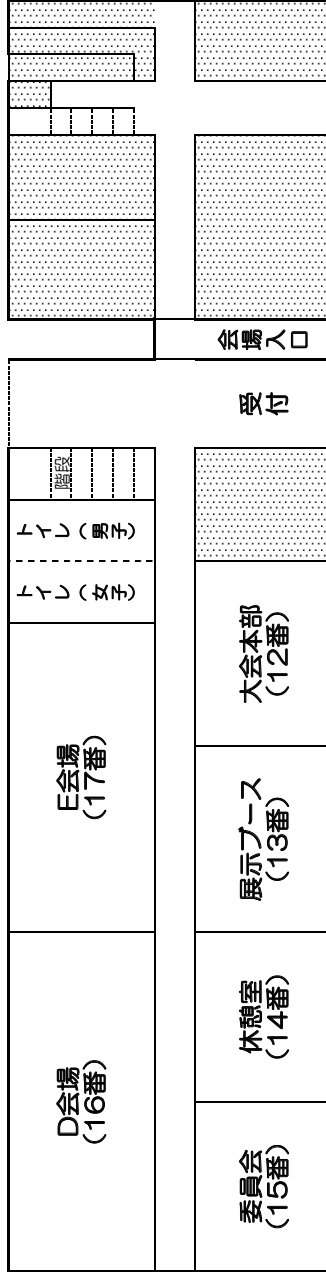 会場入口
受付
階段
トイレ（男子）
トイレ（女子）
大会本部
（12番）
E会場
（17番）
展示ブース
（13番）
休憩室
（14番）
D会場
（16番）
委員会
（15番）